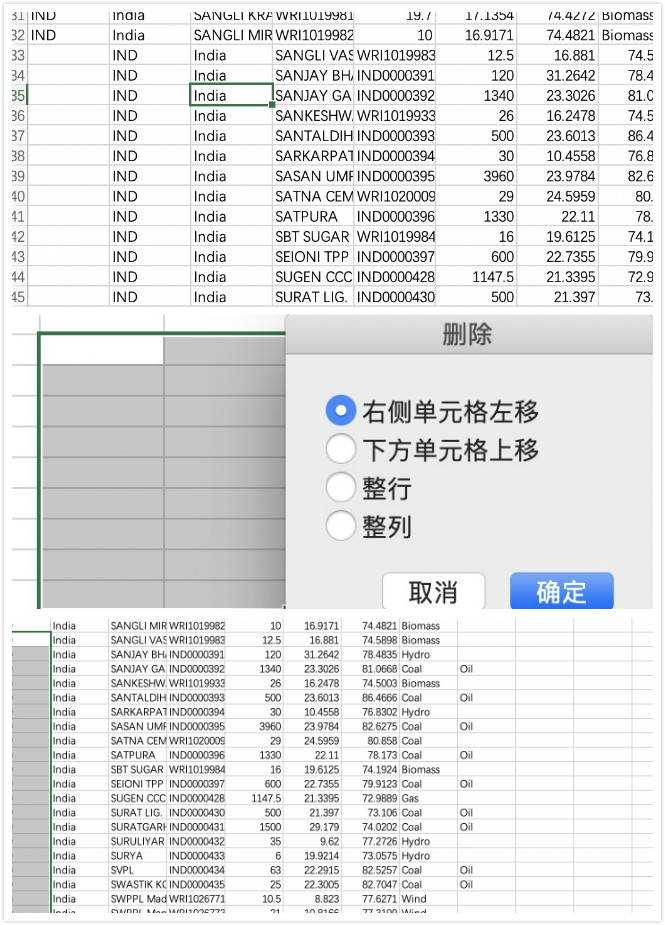 31 IND India SANGLI KRA WRI1019981 19.7 17.1354 74.4272 Biomass
32 IND India SANGLI MIR WRI1019982 10 16.9171 74.4821 Biomass
33 IND India SANGLI VAS WRI1019983 12.5 16.881 74.5
34 IND India SANJAY BHA IND0000391 120 31.2642 78.4
35 IND India SANJAY GA IND0000392 1340 23.3026 81.0
36 IND India SANKESHW. WRI1019933 26 16.2478 74.5
37 IND India SANTALDIH IND0000393 500 23.6013 86.4
38 IND India SARKARPAT IND0000394 30 10.4558 76.8
39 IND India SASAN UMP IND0000395 3960 23.9784 82.6
40 IND India SATNA CEM WRI1020009 29 24.5959 80.
41 IND India SATPURA IND0000396 1330 22.11 78.
42 IND India SBT SUGAR WRI1019984 16 19.6125 74.1
43 IND India SEIONI TPP IND0000397 600 22.7355 79.9
44 IND India SUGEN CCC IND0000428 1147.5 21.3395 72.9
45 IND India SURAT LIG. IND0000430 500 21.397 73.
删除
右侧单元格左移
下方单元格上移
整行
整列
取消 确定
India SANGLI MIR WRI1019982 10 16.9171 74.4821 Biomass
India SANGLI VAS WRI1019983 12.5 16.881 74.5898 Biomass
India SANJAY BHA IND0000391 120 31.2642 78.4835 Hydro
India SANJAY GA IND0000392 1340 23.3026 81.0668 Coal Oil
India SANKESHW. WRI1019933 26 16.2478 74.5003 Biomass
India SANTALDIH IND0000393 500 23.6013 86.4666 Coal Oil
India SARKARPAT IND0000394 30 10.4558 76.8302 Hydro
India SASAN UMP IND0000395 3960 23.9784 82.6275 Coal Oil
India SATNA CEM WRI1020009 29 24.5959 80.858 Coal
India SATPURA IND0000396 1330 22.11 78.173 Coal Oil
India SBT SUGAR WRI1019984 16 19.6125 74.1924 Biomass
India SEIONI TPP IND0000397 600 22.7355 79.9123 Coal Oil
India SUGEN CCC IND0000428 1147.5 21.3395 72.9889 Gas
India SURAT LIG. IND0000430 500 21.397 73.106 Coal Oil
India SURATGARH IND0000431 1500 29.179 74.0202 Coal Oil
India SURULIYAR IND0000432 35 9.62 77.2726 Hydro
India SURYA IND0000433 6 19.9214 73.0575 Hydro
India SVPL IND0000434 63 22.2915 82.5257 Coal Oil
India SWASTIK KO IND0000435 25 22.3005 82.7047 Coal Oil
India SWPPL Mad WRI1026771 10.5 8.823 77.6271 Wind
India SWPPL Man WRI1026772 21 10.8166 77.3199 Wind